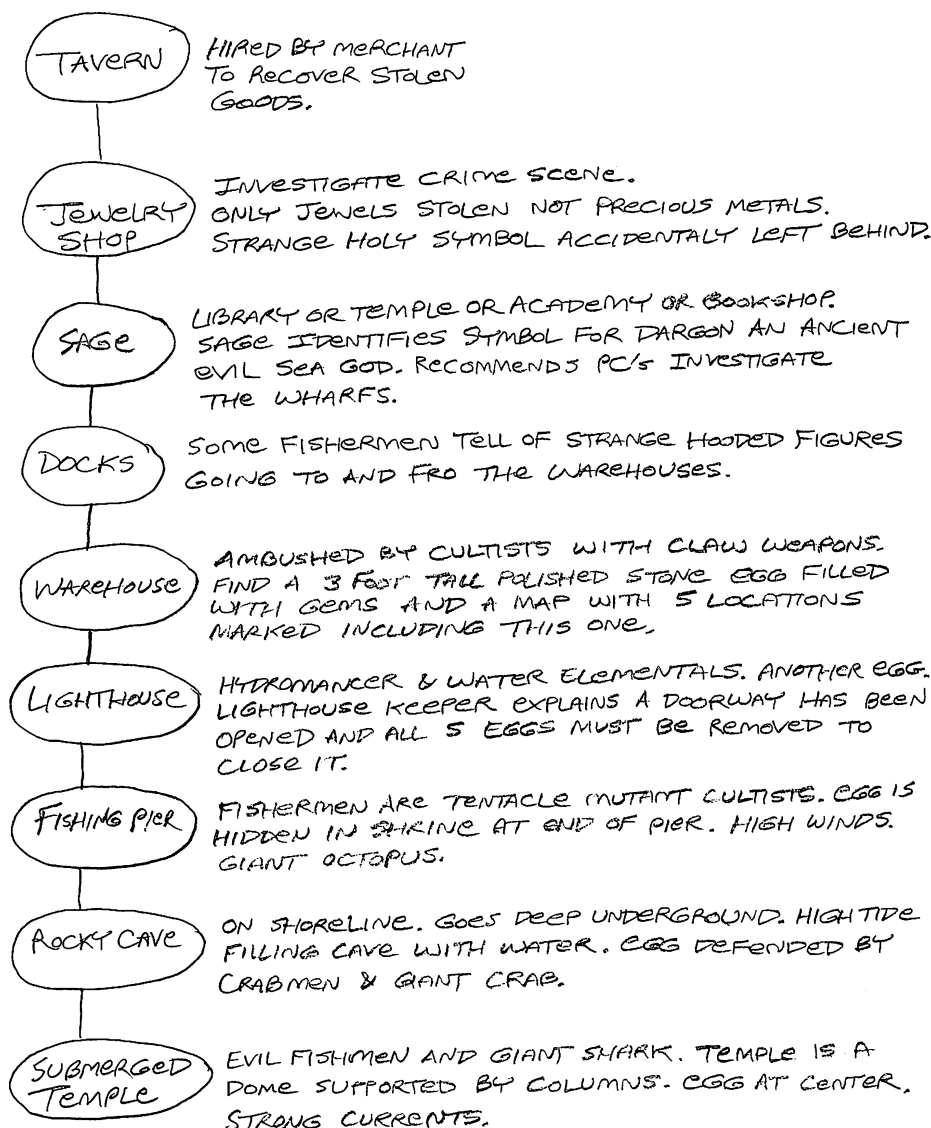 TAVERN
HIRED BY MERCHANT
TO RECOVER STOLEN
GOODS.
JEWELRY
SHOP
INVESTIGATE CRIME SCENE.
ONLY JEWELS STOLEN NOT PRECIOUS METALS.
STRANGE HOLY SYMBOL ACCIDENTALY LEFT BEHIND.
SAGE
LIBRARY OR TEMPLE OR ACADEMY OR BOOKSHOP.
SAGE IDENTIFIES SYMBOL FOR DARGON AN ANCIENT
EVIL SEA GOD. RECOMMENDS PC's INVESTIGATE
THE WHARFS.
DOCKS
SOME FISHERMEN TELL OF STRANGE HOODED FIGURES
GOING TO AND FRO THE WAREHOUSES.
WAREHOUSE
AMBUSHED BY CULTISTS WITH CLAW WEAPONS.
FIND A 3 FOOT TALL POLISHED STONE EGG FILLED
WITH GEMS AND A MAP WITH 5 LOCATIONS
MARKED INCLUDING THIS ONE.
LIGHTHOUSE
HYDROMANCER & WATER ELEMENTALS. ANOTHER EGG.
LIGHTHOUSE KEEPER EXPLAINS A DOORWAY HAS BEEN
OPENED AND ALL 5 EGGS MUST BE REMOVED TO
CLOSE IT.
FISHING PIER
FISHERMEN ARE TENTACLE MUTANT CULTISTS. EGG IS
HIDDEN IN SHRINE AT END OF PIER. HIGH WINDS.
GIANT OCTOPUS.
ROCKY CAVE
ON SHORELINE. GOES DEEP UNDERGROUND. HIGH TIDE
FILLING CAVE WITH WATER. EGG DEFENDED BY
CRABMEN & GIANT CRAB.
SUBMERGED
TEMPLE
EVIL FISHMEN AND GIANT SHARK. TEMPLE IS A
DOME SUPPORTED BY COLUMNS. EGG AT CENTER.
STRONG CURRENTS.